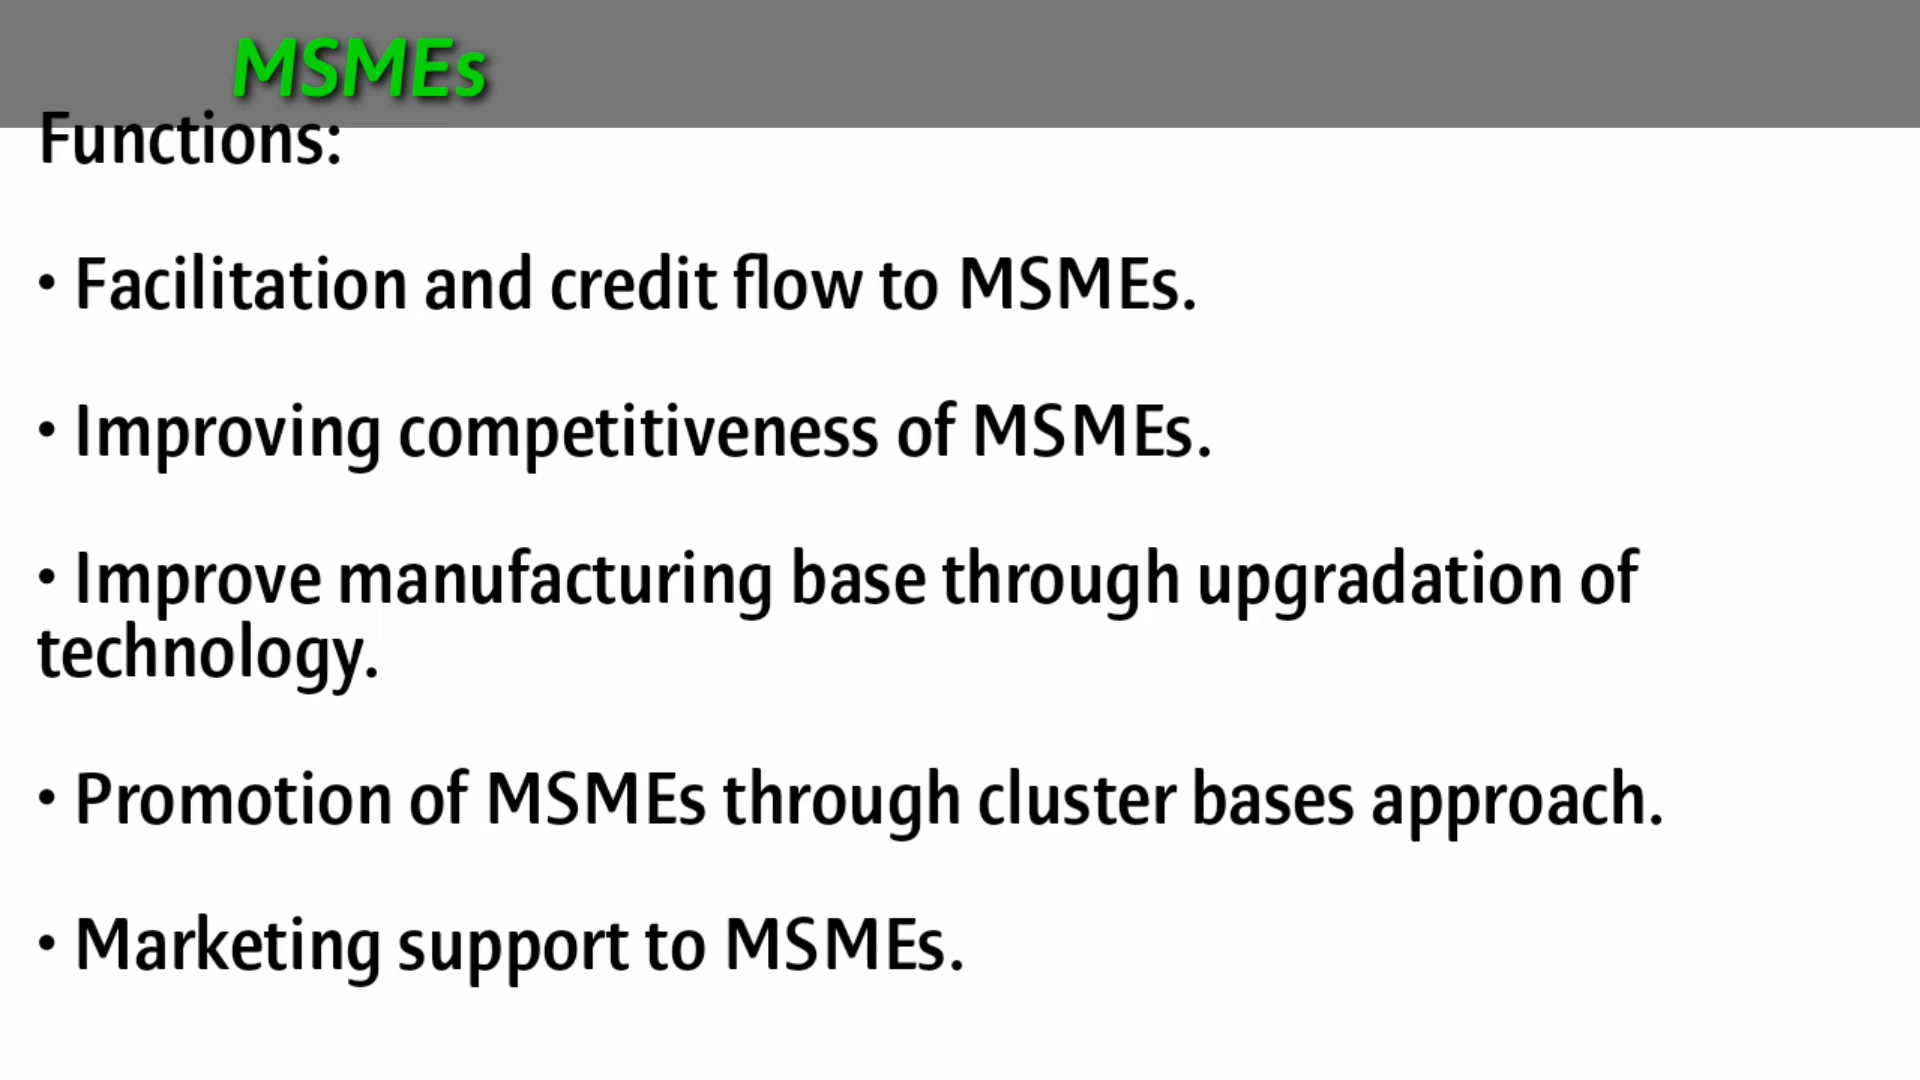 MSMEs
Functions:
• Facilitation and credit flow to MSMEs.
• Improving competitiveness of MSMEs.
• Improve manufacturing base through upgradation of
technology.
• Promotion of MSMEs through cluster bases approach.
• Marketing support to MSMEs.